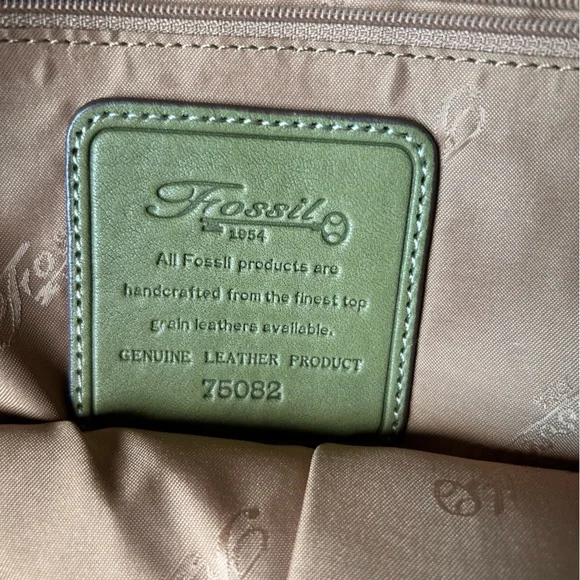 Fossil
1954
All Fossil products are
handcrafted from the finest top
grain leathers available.
GENUINE LEATHER PRODUCT
75082